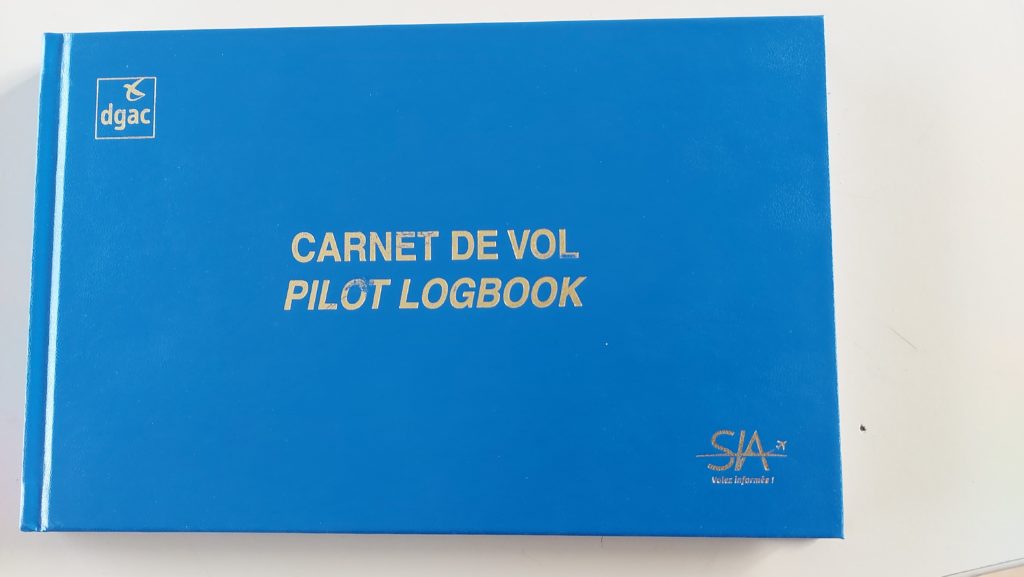 dgac
CARNET DE VOL
PILOT LOGBOOK
SIA
Volez informés !